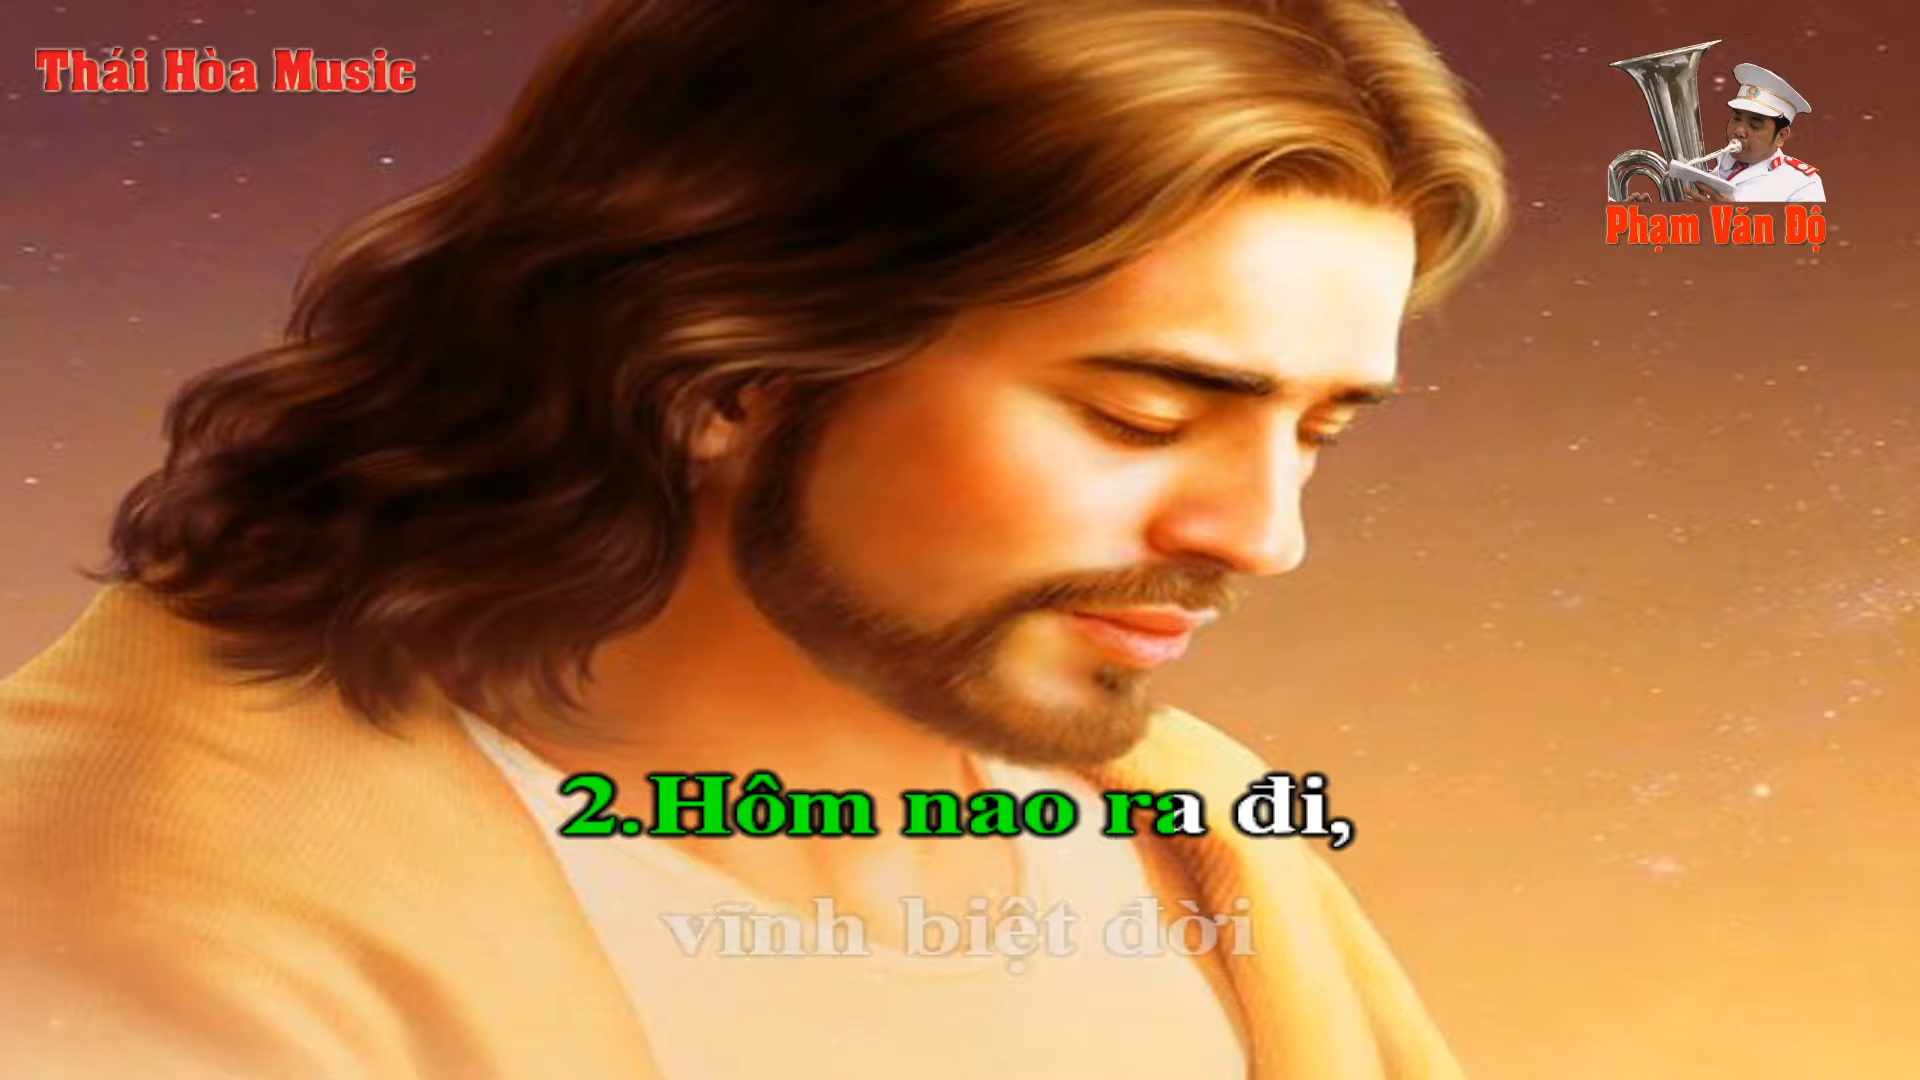 Thái Hòa Music
Phạm Văn Độ
2.Hôm nao ra đi,
vĩnh biệt đời